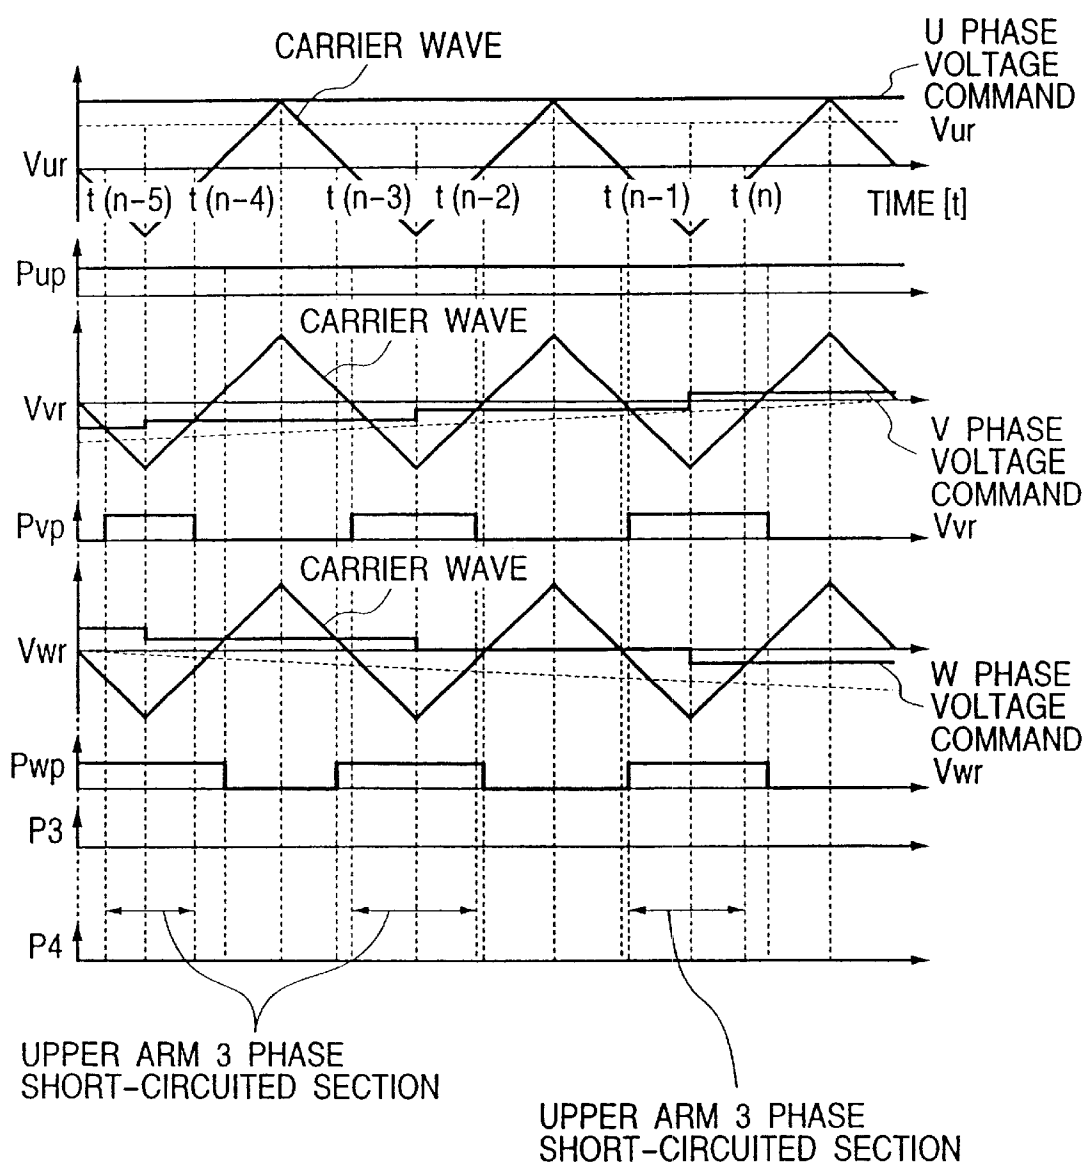 CARRIER WAVE
U PHASE
VOLTAGE
COMMAND
Vur
Vur
t (n-5) t (n-4) t (n-3) t (n-2) t (n-1) t (n)
TIME [t]
Pup
CARRIER WAVE
Vvr
V PHASE
VOLTAGE
COMMAND
Vvr
Pvp
CARRIER WAVE
Vwr
W PHASE
VOLTAGE
COMMAND
Vwr
Pwp
P3
P4
UPPER ARM 3 PHASE
SHORT-CIRCUITED SECTION
UPPER ARM 3 PHASE
SHORT-CIRCUITED SECTION